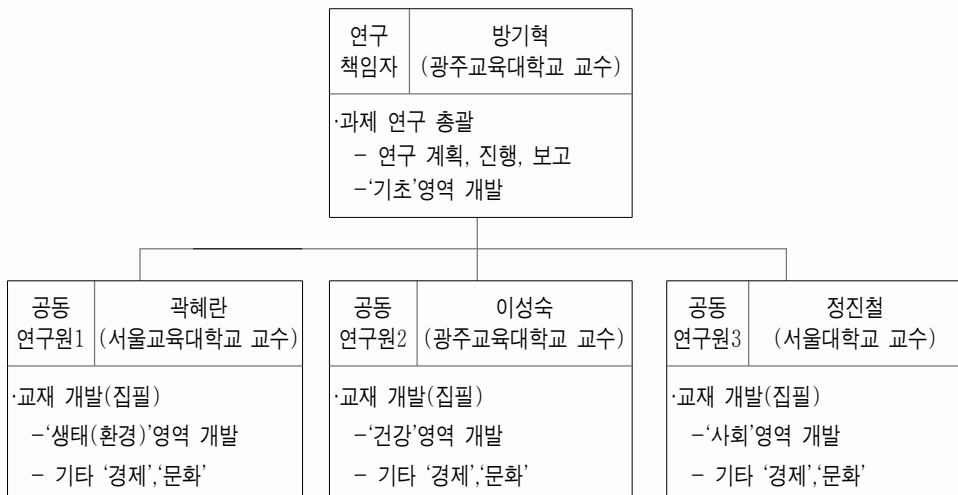 연구 책임자
방기혁
(광주교육대학교 교수)
·과제 연구 총괄
- 연구 계획, 진행, 보고
-'기초'영역 개발
공동 연구원1
곽혜란
(서울교육대학교 교수)
·교재 개발(집필)
-'생태(환경)'영역 개발
- 기타 '경제','문화'
공동 연구원2
이성숙
(광주교육대학교 교수)
·교재 개발(집필)
-'건강'영역 개발
- 기타 '경제','문화'
공동 연구원3
정진철
(서울대학교 교수)
·교재 개발(집필)
-'사회'영역 개발
- 기타 '경제','문화'